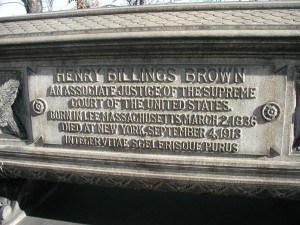 HENRY BILLINGS BROWN
AN ASSOCIATE JUSTICE OF THE SUPREME
COURT OF THE UNITED STATES.
BORN IN LEE MASSACHUSETTS, MARCH 2, 1836
DIED AT NEW YORK, SEPTEMBER 4, 1913
INTEGER VITAE SCELERISQUE PURUS